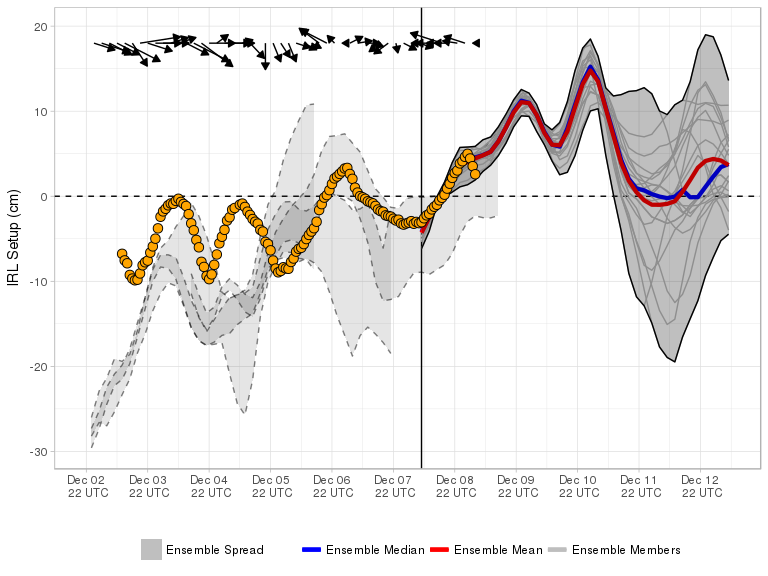 20
10
0
-10
-20
-30
IRL Setup (cm)
Dec 02 Dec 03 Dec 04 Dec 05 Dec 06 Dec 07 Dec 08 Dec 09 Dec 10 Dec 11 Dec 12
22 UTC 22 UTC 22 UTC 22 UTC 22 UTC 22 UTC 22 UTC 22 UTC 22 UTC 22 UTC 22 UTC
Ensemble Spread Ensemble Median Ensemble Mean Ensemble Members